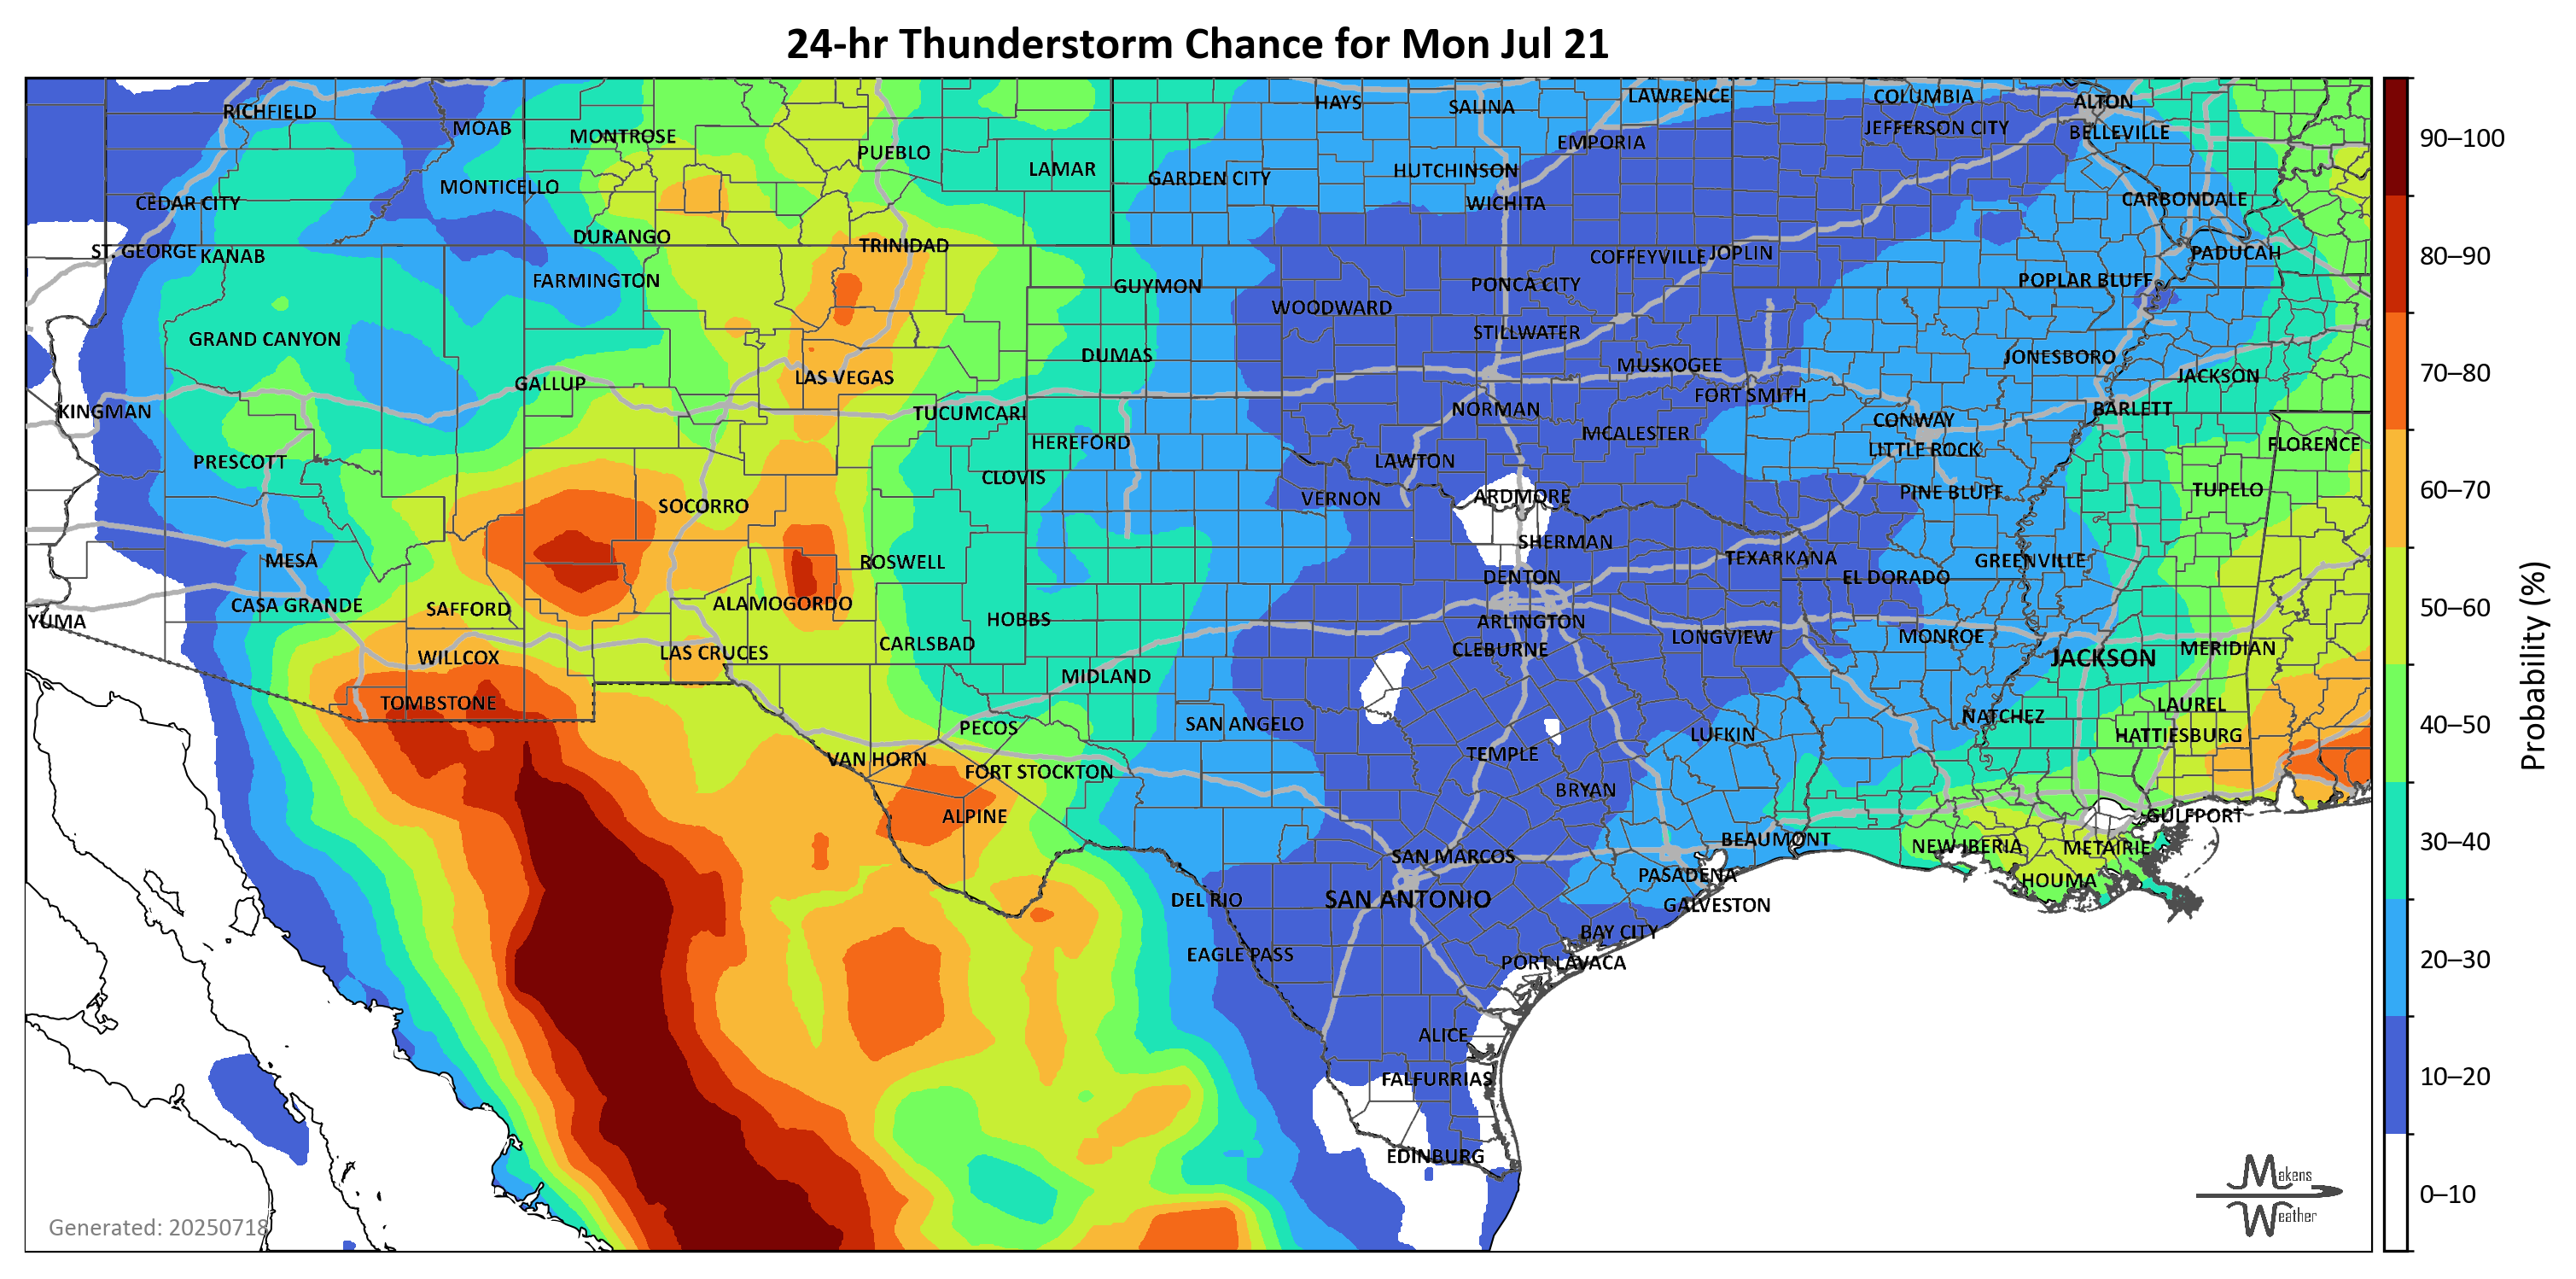 24-hr Thunderstorm Chance for Mon Jul 21
RICHFIELD
MOAB
MONTROSE
PUEBLO
LAMAR
HAYS
SALINA
LAWRENCE
COLUMBIA
ALTON
EMPORIA
JEFFERSON CITY
BELLEVILLE
90–100
CEDAR CITY
MONTICELLO
GARDEN CITY
HUTCHINSON
WICHITA
CARBONDALE
ST. GEORGE
KANAB
DURANGO
TRINIDAD
COFFEYVILLE
JOPLIN
PADUCAH
80–90
FARMINGTON
GUYMON
WOODWARD
PONCA CITY
POPLAR BLUFF
GRAND CANYON
DUMAS
STILLWATER
JONESBORO
GALLUP
LAS VEGAS
MUSKOGEE
JACKSON
70–80
KINGMAN
TUCUMCARI
NORMAN
FORT SMITH
CONWAY
BARLETT
PRESCOTT
HEREFORD
CLOVIS
LAWTON
MCALESTER
LITTLE ROCK
FLORENCE
SOCORRO
VERNON
ARDMORE
PINE BLUFF
TUPELO
60–70
MESA
ROSWELL
SHERMAN
TEXARKANA
GREENVILLE
CASA GRANDE
SAFFORD
ALAMOGORDO
DENTON
EL DORADO
50–60
YUMA
HOBBS
ARLINGTON
WILLCOX
LAS CRUCES
CARLSBAD
CLEBURNE
LONGVIEW
MONROE
JACKSON
MERIDIAN
Probability (%)
TOMBSTONE
MIDLAND
PECOS
SAN ANGELO
LUFKIN
NATCHEZ
LAUREL
HATTIESBURG
40–50
VAN HORN
FORT STOCKTON
TEMPLE
BRYAN
ALPINE
GULFPORT
SAN MARCOS
BEAUMONT
NEW IBERIA
METAIRIE
30–40
DEL RIO
SAN ANTONIO
PASADENA
GALVESTON
HOUMA
EAGLE PASS
BAY CITY
PORT LAVACA
20–30
ALICE
FALFURRIAS
10–20
EDINBURG
Makens
Weather
0–10
Generated: 20250718